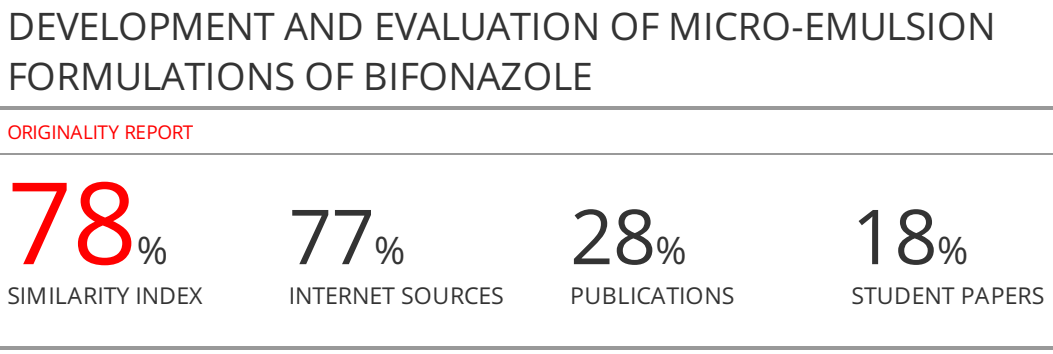 DEVELOPMENT AND EVALUATION OF MICRO-EMULSION
FORMULATIONS OF BIFONAZOLE
ORIGINALITY REPORT
78% 77% 28% 18%
SIMILARITY INDEX INTERNET SOURCES PUBLICATIONS STUDENT PAPERS